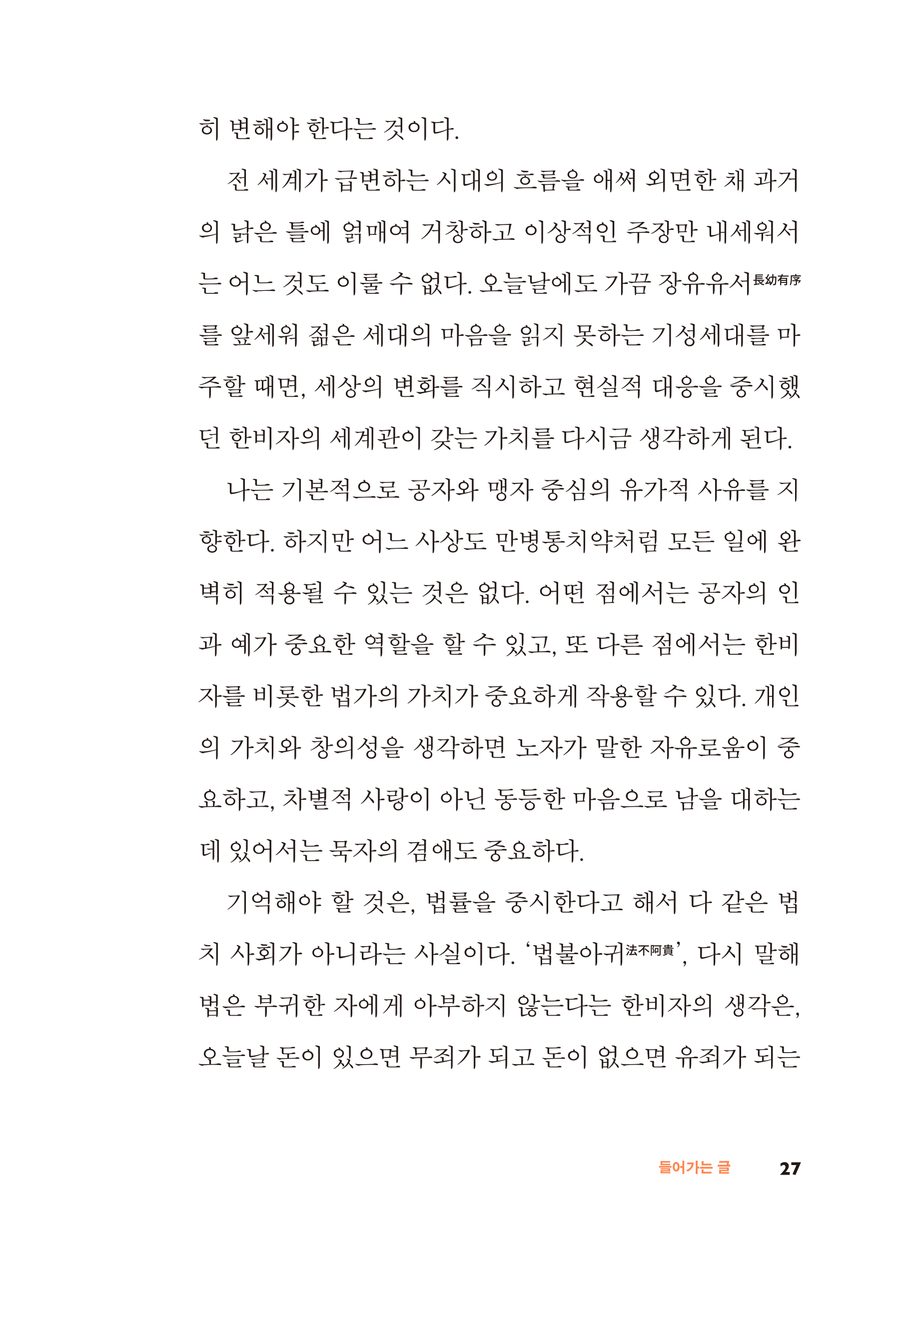 히 변해야 한다는 것이다.
전 세계가 급변하는 시대의 흐름을 애써 외면한 채 과거
의 낡은 틀에 얽매여 거창하고 이상적인 주장만 내세워서
는 어느 것도 이룰 수 없다. 오늘날에도 가끔 장유유서長幼有序
를 앞세워 젊은 세대의 마음을 읽지 못하는 기성세대를 마
주할 때면, 세상의 변화를 직시하고 현실적 대응을 중시했
던 한비자의 세계관이 갖는 가치를 다시금 생각하게 된다.
나는 기본적으로 공자와 맹자 중심의 유가적 사유를 지
향한다. 하지만 어느 사상도 만병통치약처럼 모든 일에 완
벽히 적용될 수 있는 것은 없다. 어떤 점에서는 공자의 인
과 예가 중요한 역할을 할 수 있고, 또 다른 점에서는 한비
자를 비롯한 법가의 가치가 중요하게 작용할 수 있다. 개인
의 가치와 창의성을 생각하면 노자가 말한 자유로움이 중
요하고, 차별적 사랑이 아닌 동등한 마음으로 남을 대하는
데 있어서는 묵자의 겸애도 중요하다.
기억해야 할 것은, 법률을 중시한다고 해서 다 같은 법
치 사회가 아니라는 사실이다. ‘법불아귀法不阿貴’, 다시 말해
법은 부귀한 자에게 아부하지 않는다는 한비자의 생각은,
오늘날 돈이 있으면 무죄가 되고 돈이 없으면 유죄가 되는
들어가는 글 27